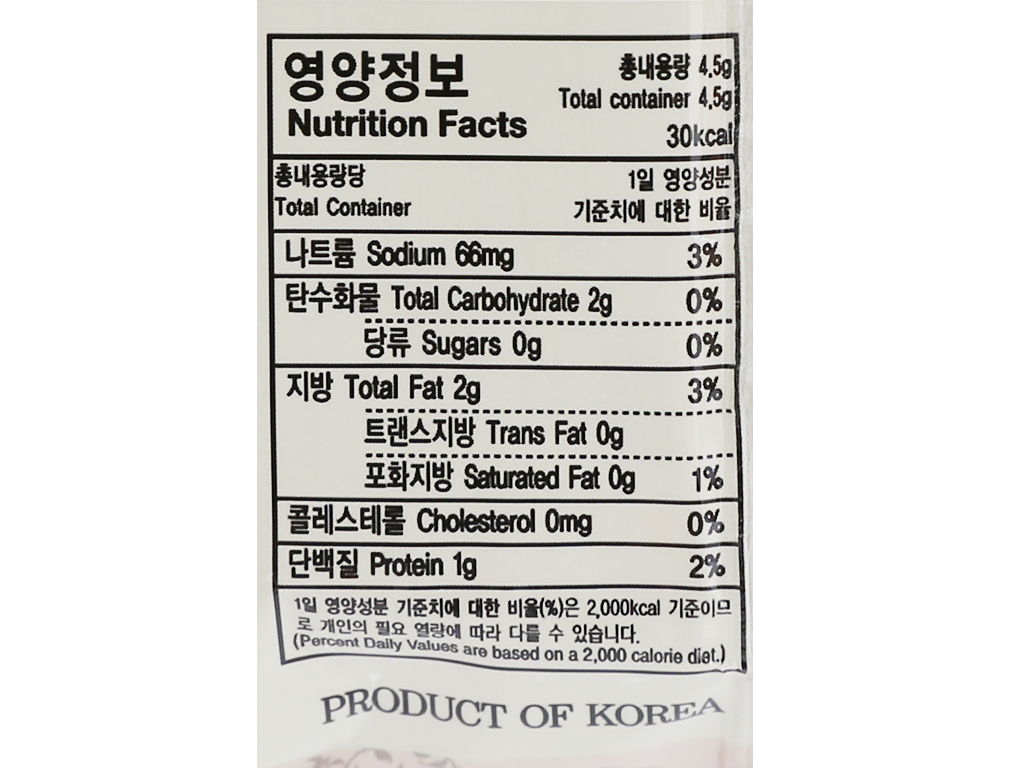 영양정보
총내용량 4.5g
Total container 4.5g
Nutrition Facts
30kcal
총내용량당
1일 영양성분
Total Container
기준치에 대한 비율
나트륨 Sodium 66mg 3%
탄수화물 Total Carbohydrate 2g 0%
당류 Sugars 0g 0%
지방 Total Fat 2g 3%
트랜스지방 Trans Fat 0g
포화지방 Saturated Fat 0g 1%
콜레스테롤 Cholesterol 0mg 0%
단백질 Protein 1g 2%
1일 영양성분 기준치에 대한 비율(%)은 2,000kcal 기준이므
로 개인의 필요 열량에 따라 다를 수 있습니다.
(Percent Daily Values are based on a 2,000 calorie diet.)
PRODUCT OF KOREA